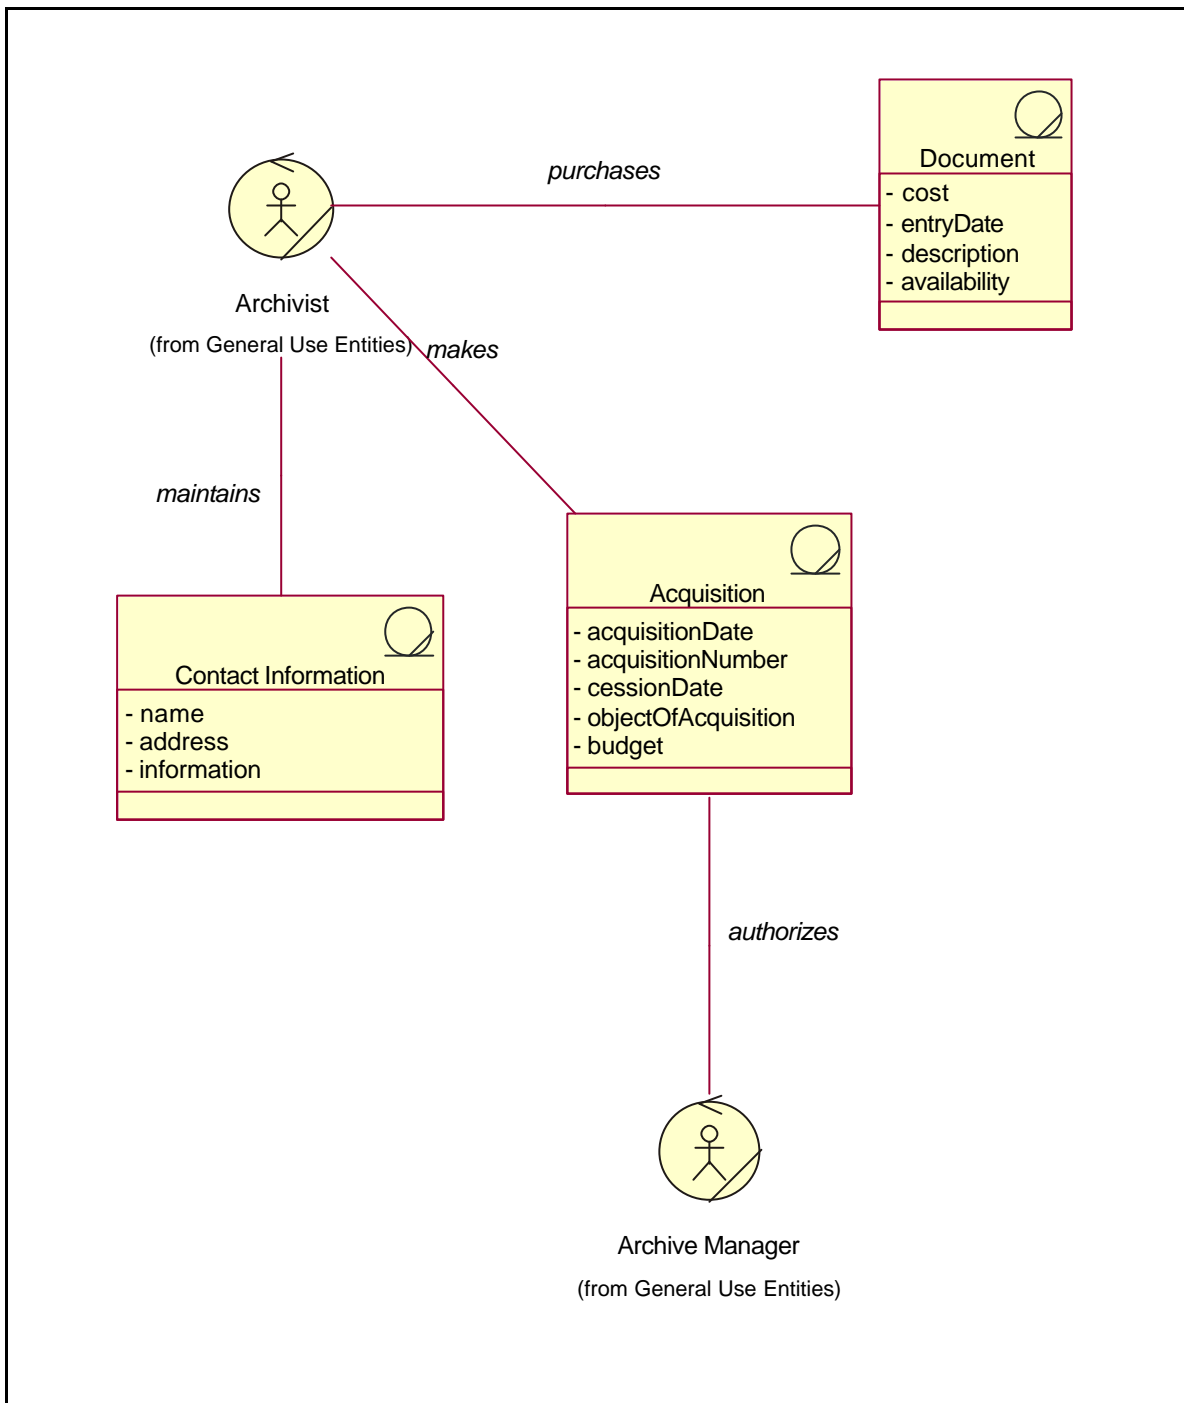 Document
- cost
- entryDate
- description
- availability
purchases
Archivist
(from General Use Entities)
makes
maintains
Contact Information
- name
- address
- information
Acquisition
- acquisitionDate
- acquisitionNumber
- cessionDate
- objectOfAcquisition
- budget
authorizes
Archive Manager
(from General Use Entities)